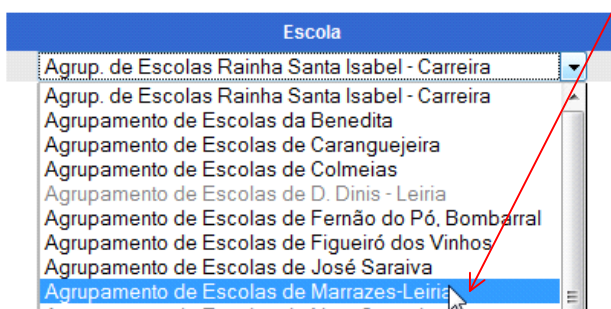 Escola
Agrup. de Escolas Rainha Santa Isabel - Carreira
Agrup. de Escolas Rainha Santa Isabel - Carreira
Agrupamento de Escolas da Benedita
Agrupamento de Escolas de Caranguejeira
Agrupamento de Escolas de Colmeias
Agrupamento de Escolas de D. Dinis - Leiria
Agrupamento de Escolas de Fernão do Pó, Bombarral
Agrupamento de Escolas de Figueiró dos Vinhos
Agrupamento de Escolas de José Saraiva
Agrupamento de Escolas de Marrazes-Leiria